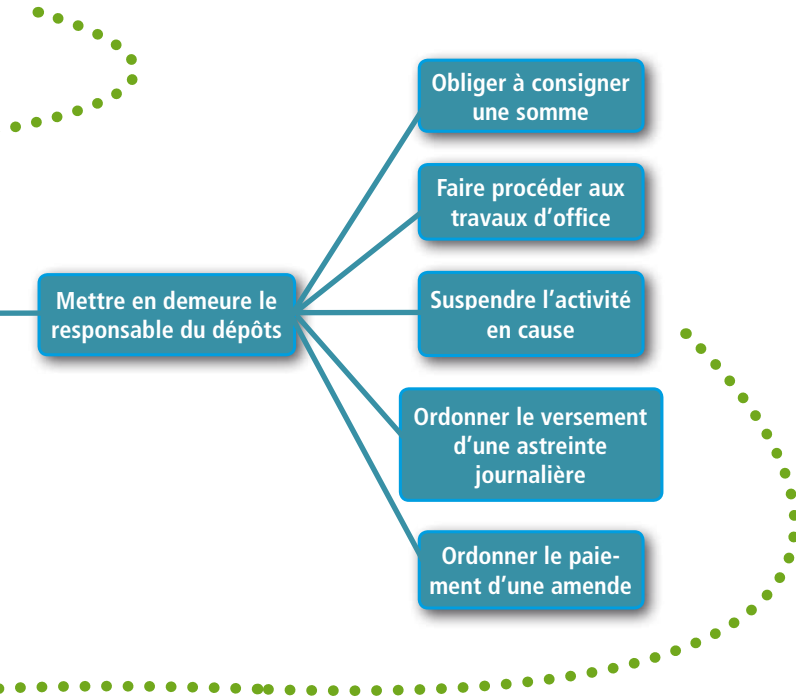 Obliger à consigner
une somme
Faire procéder aux
travaux d'office
Mettre en demeure le
responsable du dépôts
Suspendre l'activité
en cause
Ordonner le versement
d'une astreinte
journalière
Ordonner le paie-
ment d'une amende